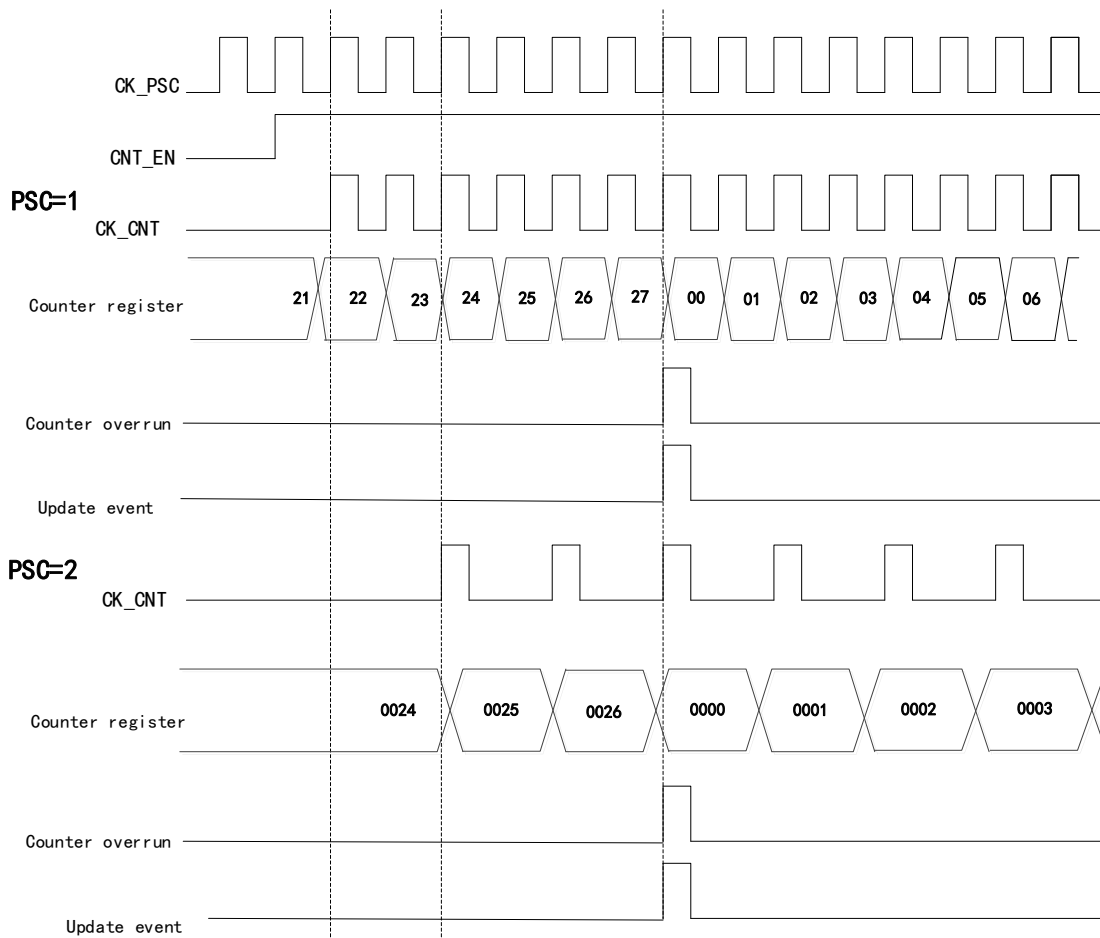 CK_PSC
CNT_EN
PSC=1
CK_CNT
Counter register 21 22 23 24 25 26 27 00 01 02 03 04 05 06
Counter overrun
Update event
PSC=2
CK_CNT
Counter register 0024 0025 0026 0000 0001 0002 0003
Counter overrun
Update event